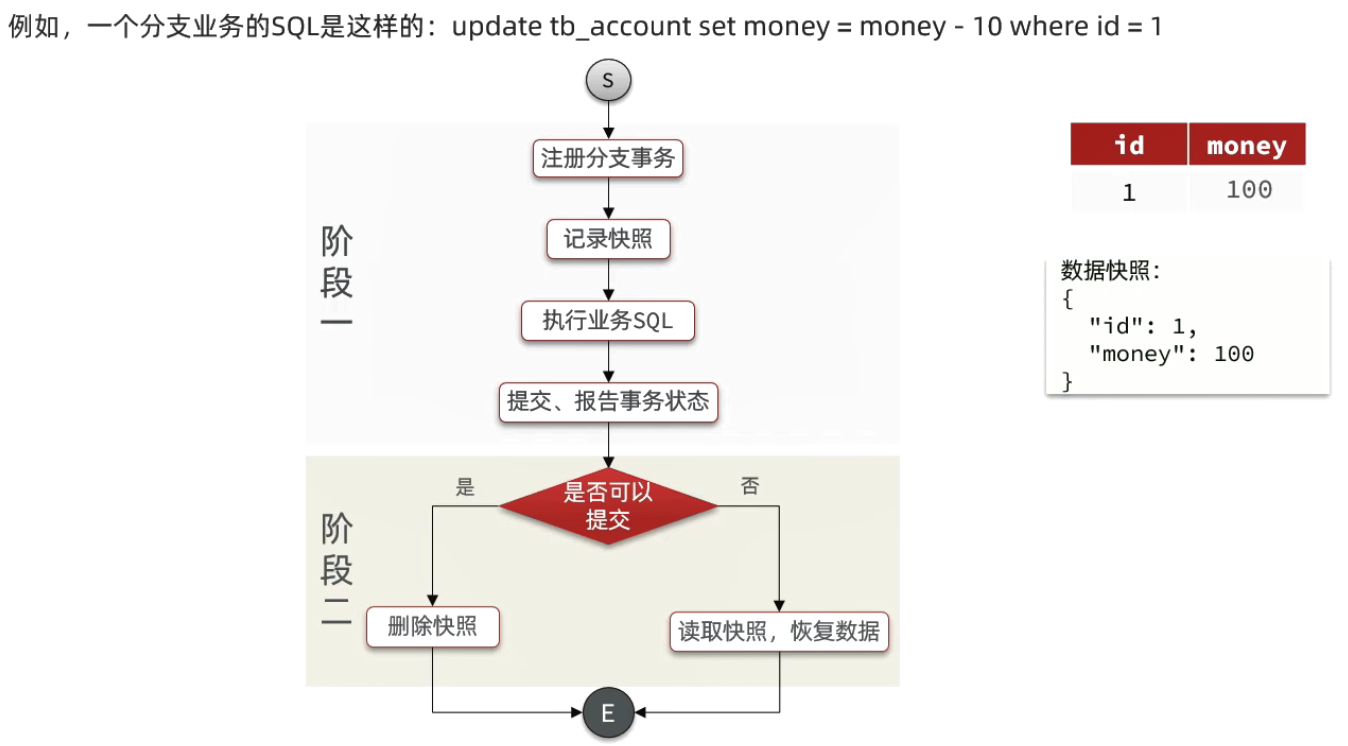 例如，一个分支业务的SQL是这样的：update tb_account set money = money - 10 where id = 1
S
注册分支事务
记录快照
执行业务SQL
提交、报告事务状态
阶段一
是否可以
提交
是
否
阶段二
删除快照
读取快照，恢复数据
E
id money
1 100
数据快照：
{
"id": 1,
"money": 100
}